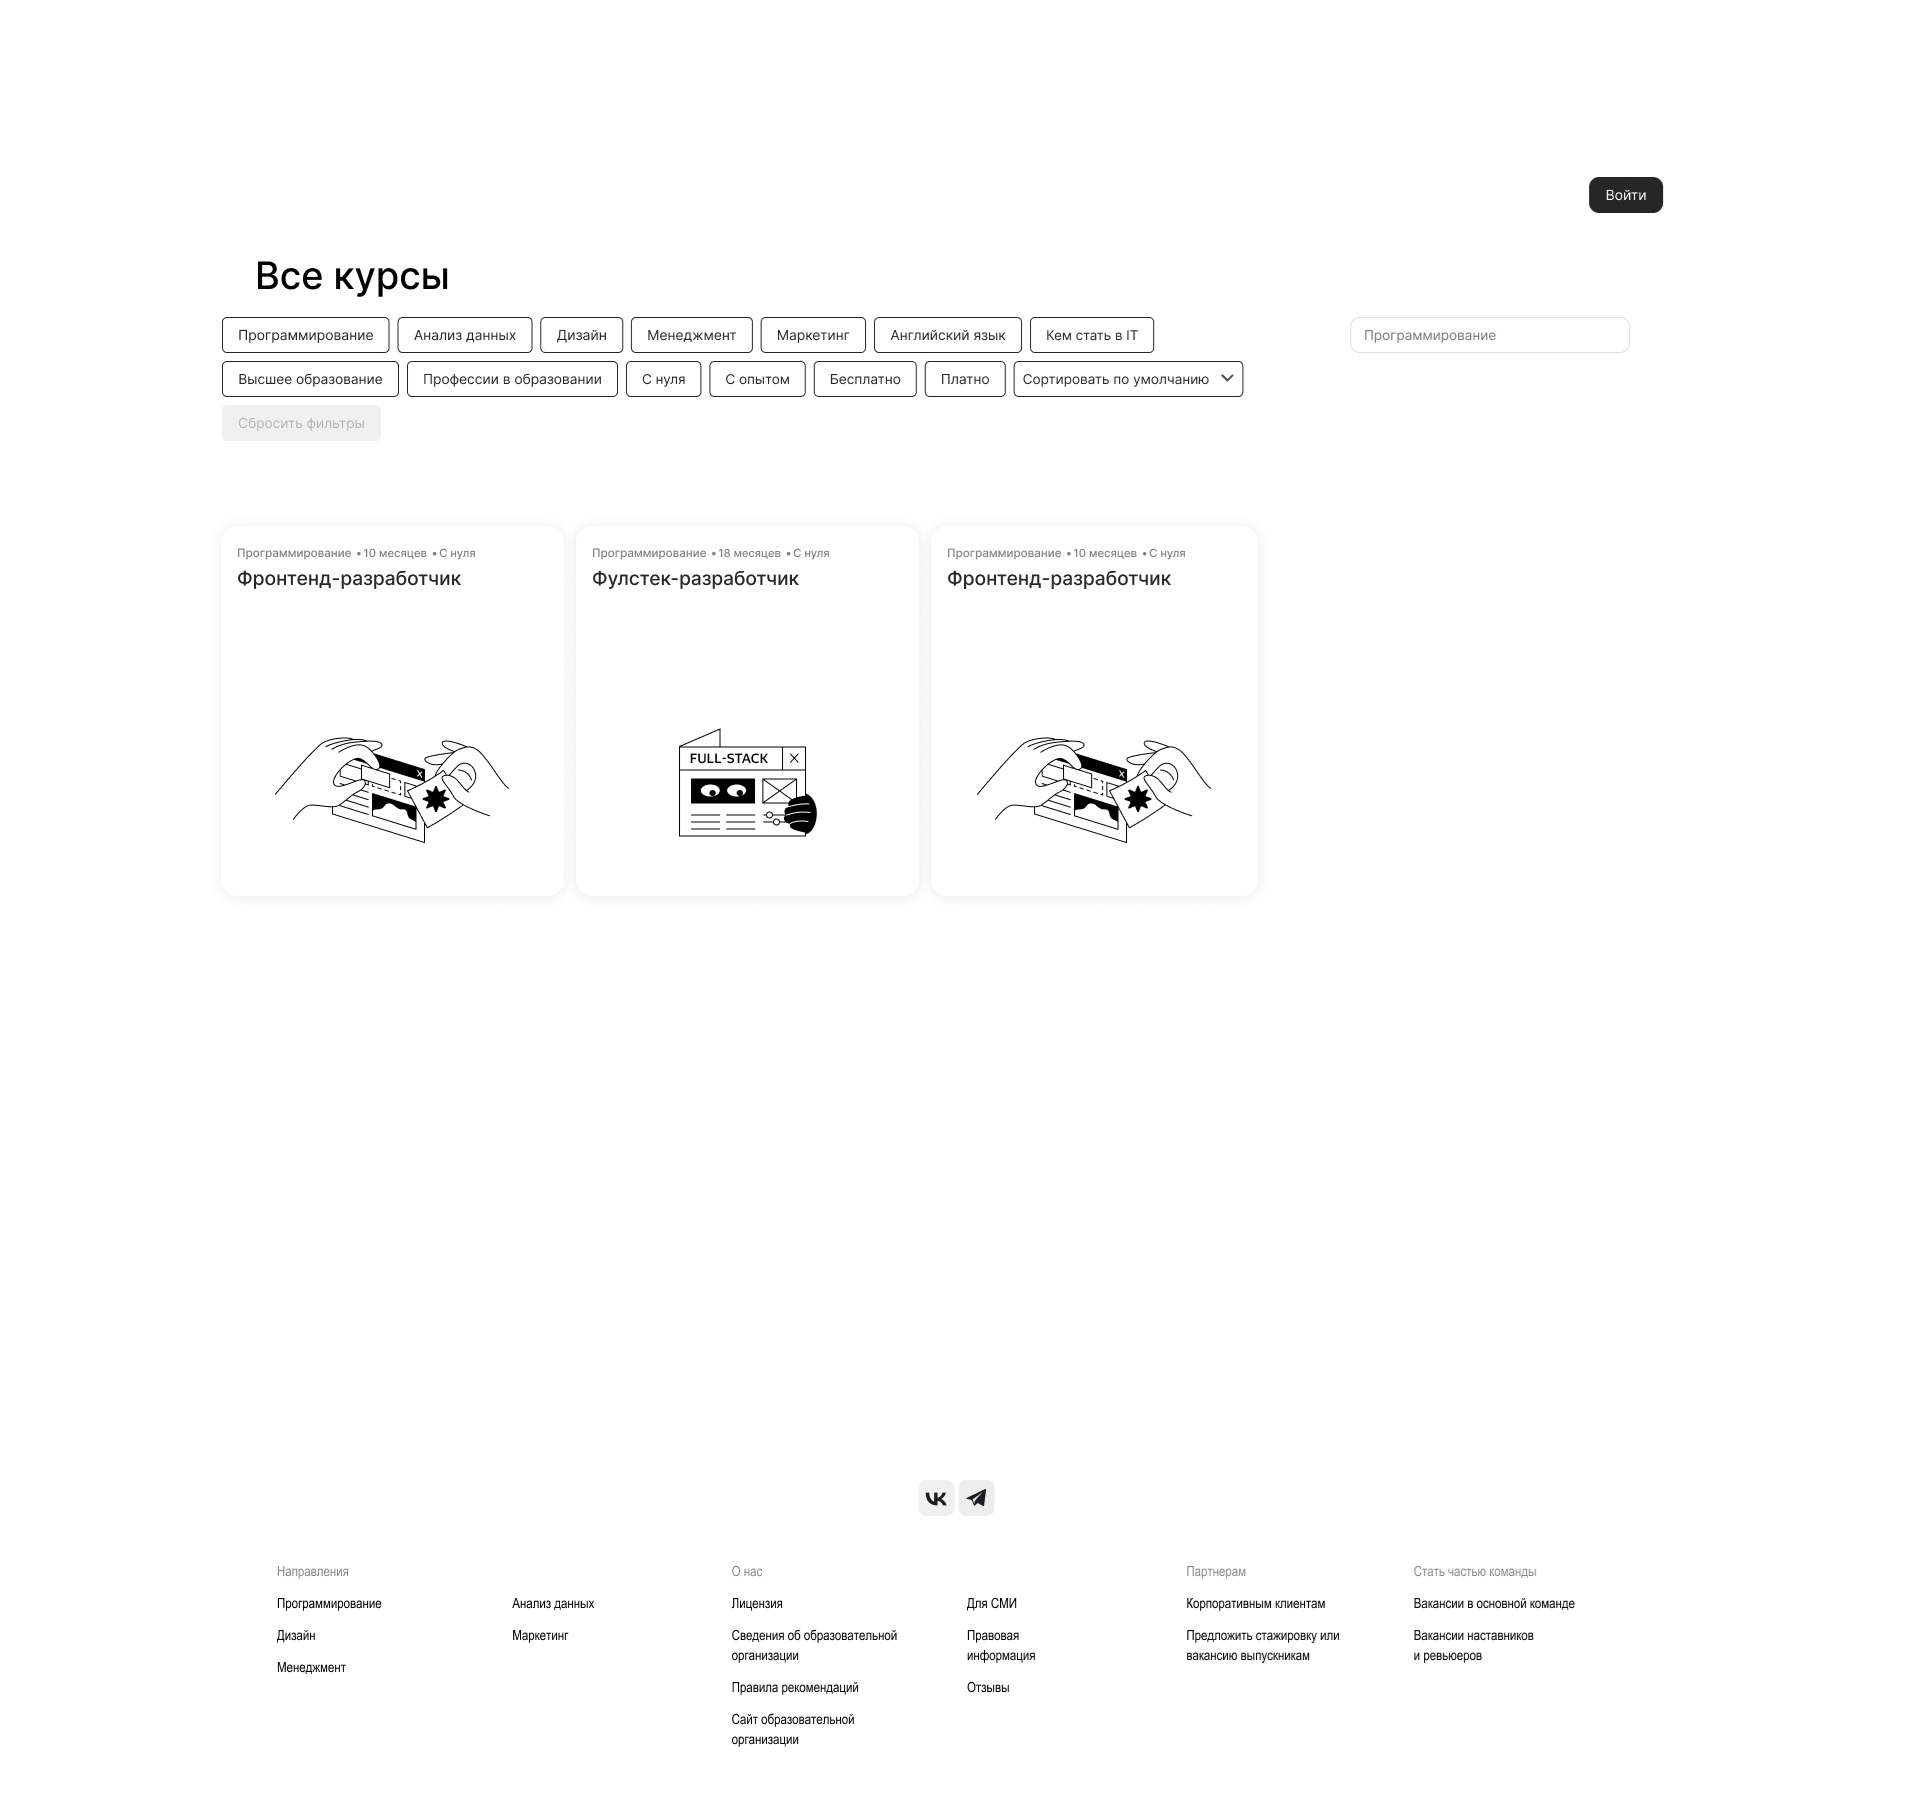 Войти
Все курсы
Программирование Анализ данных Дизайн Менеджмент Маркетинг Английский язык Кем стать в IT Программирование
Высшее образование Профессии в образовании С нуля С опытом Бесплатно Платно Сортировать по умолчанию
Сбросить фильтры
Программирование • 10 месяцев • С нуля
Фронтенд-разработчик
X
Программирование • 18 месяцев • С нуля
Фулстек-разработчик
FULL-STACK X
Программирование • 10 месяцев • С нуля
Фронтенд-разработчик
X
Направления
Программирование
Дизайн
Менеджмент
Анализ данных
Маркетинг
О нас
Лицензия
Сведения об образовательной
организации
Правила рекомендаций
Сайт образовательной
организации
Для СМИ
Правовая
информация
Отзывы
Партнерам
Корпоративным клиентам
Предложить стажировку или
вакансию выпускникам
Стать частью команды
Вакансии в основной команде
Вакансии наставников
и ревьюеров